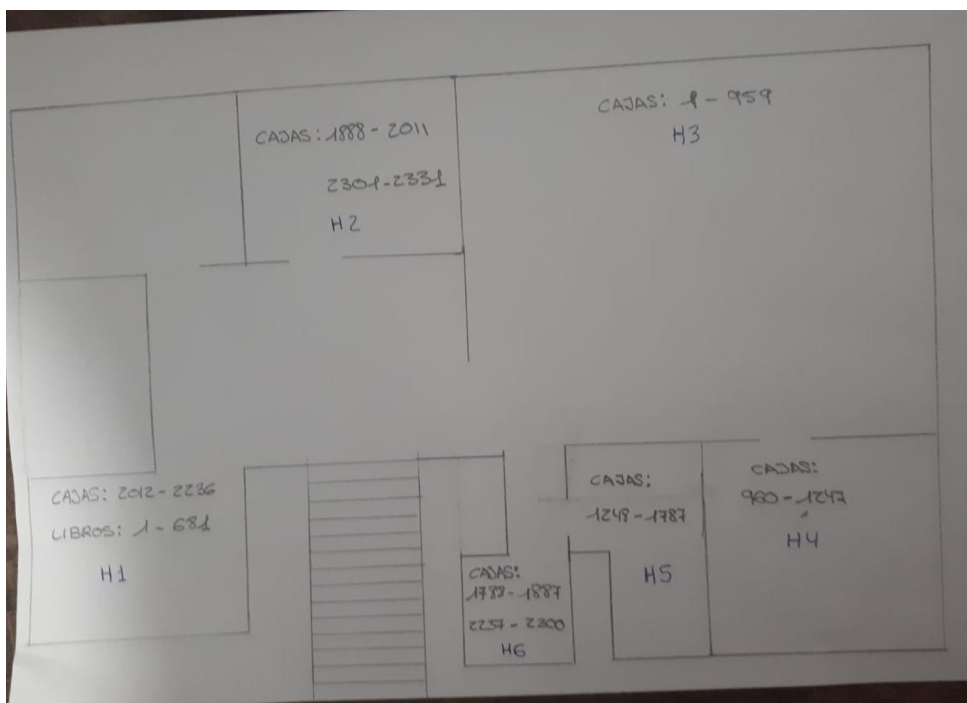 CAJAS: 1888 - 2011
2301 - 2331
H2
CAJAS: 1 - 959
H3
CAJAS: 2012 - 2236
LIBROS: 1 - 681
H1
CAJAS:
1788 - 1887
2237 - 2300
H6
CAJAS:
1248 - 1787
H5
CAJAS:
960 - 1247
H4